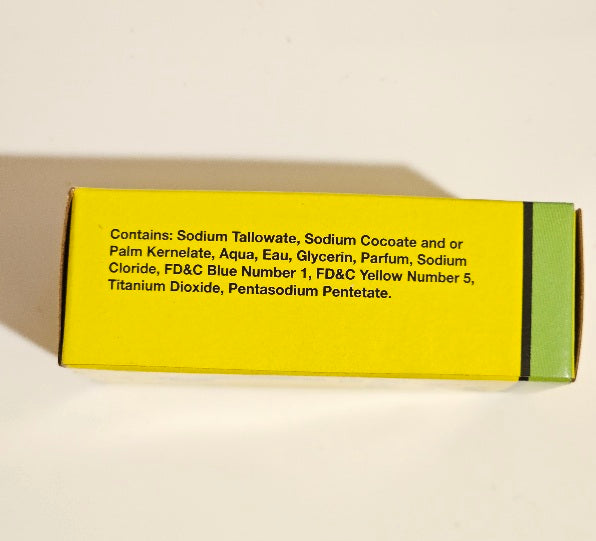 Contains: Sodium Tallowate, Sodium Cocoate and or
Palm Kernelate, Aqua, Eau, Glycerin, Parfum, Sodium
Cloride, FD&C Blue Number 1, FD&C Yellow Number 5,
Titanium Dioxide, Pentasodium Pentetate.